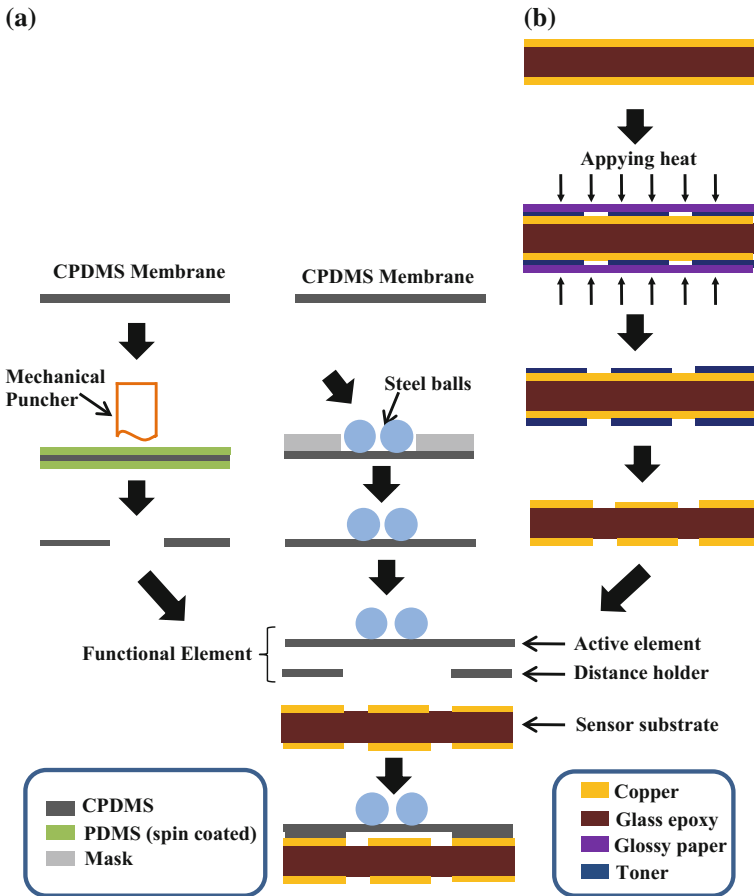 (a)
(b)
Appying heat
CPDMS Membrane
CPDMS Membrane
Mechanical
Puncher
Steel balls
Functional Element
Active element
Distance holder
Sensor substrate
CPDMS
PDMS (spin coated)
Mask
Copper
Glass epoxy
Glossy paper
Toner